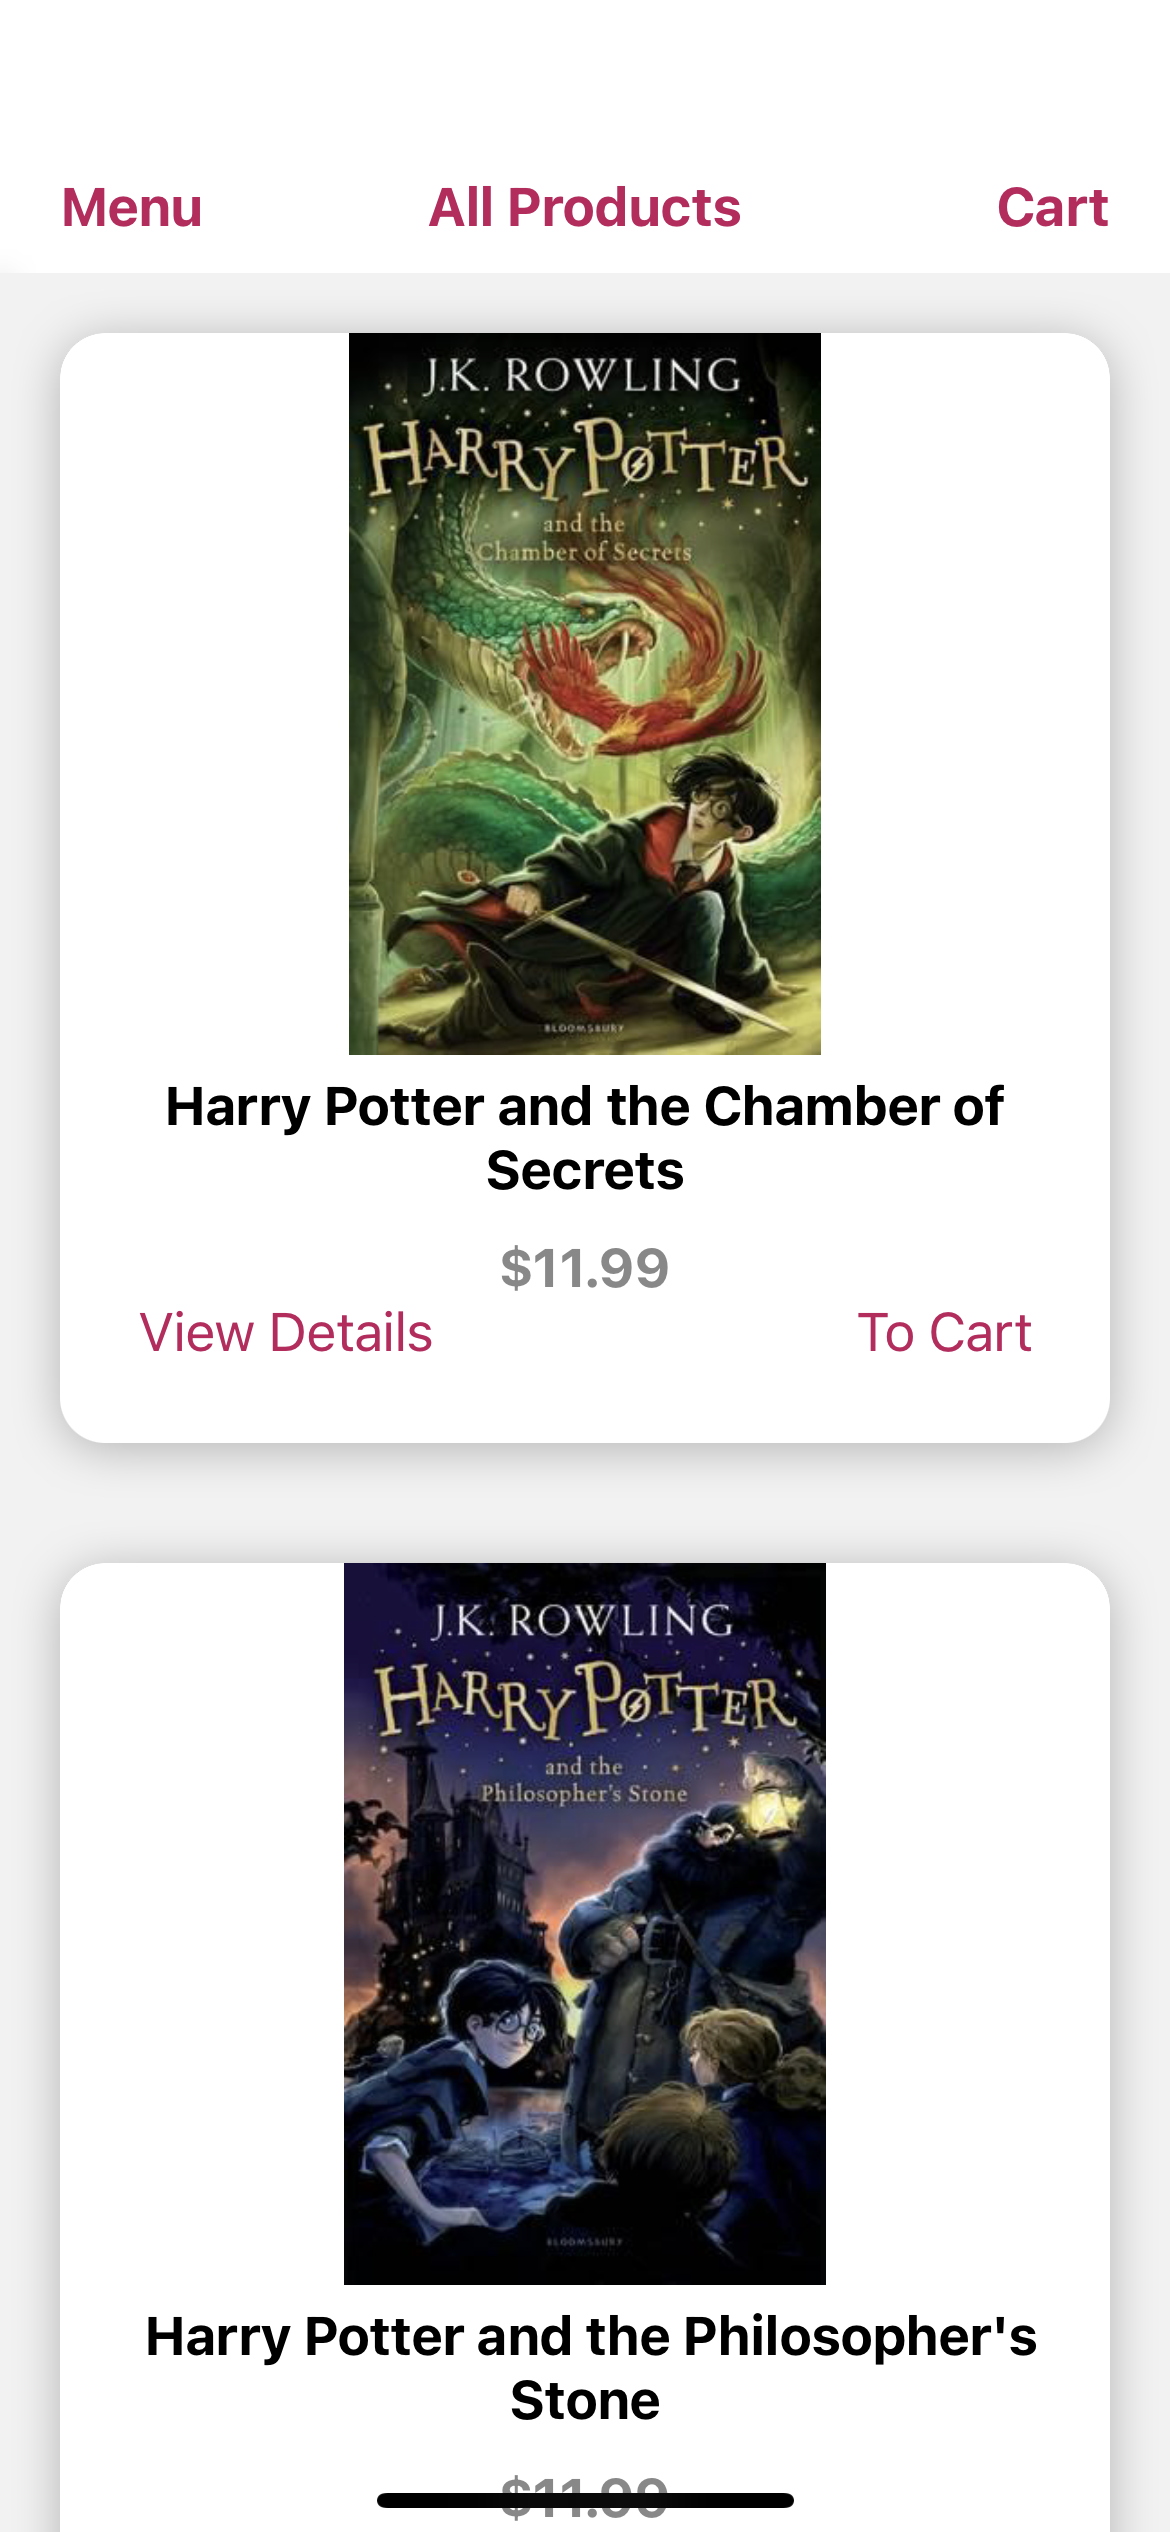 Menu All Products Cart
J.K. ROWLING
HARRY POTTER
and the
Chamber of Secrets
BLOOMSBURY
Harry Potter and the Chamber of
Secrets
$11.99
View Details To Cart
J.K. ROWLING
HARRY POTTER
and the
Philosopher's Stone
BLOOMSBURY
Harry Potter and the Philosopher's
Stone
$11.99